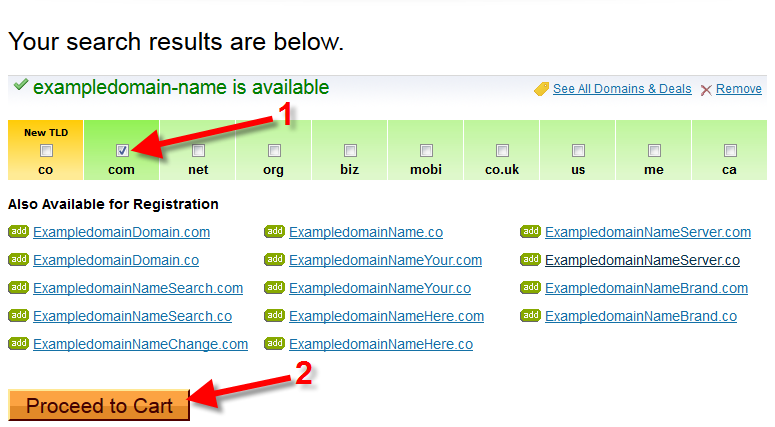 Your search results are below.
exampledomain-name is available See All Domains & Deals Remove
1
New TLD
co com net org biz mobi co.uk us me ca
Also Available for Registration
add ExampledomainDomain.com add ExampledomainName.co add ExampledomainNameServer.com
add ExampledomainDomain.co add ExampledomainNameYour.com add ExampledomainNameServer.co
add ExampledomainNameSearch.com add ExampledomainNameYour.co add ExampledomainNameBrand.com
add ExampledomainNameSearch.co add ExampledomainNameHere.com add ExampledomainNameBrand.co
add ExampledomainNameChange.com add ExampledomainNameHere.co
2
Proceed to Cart